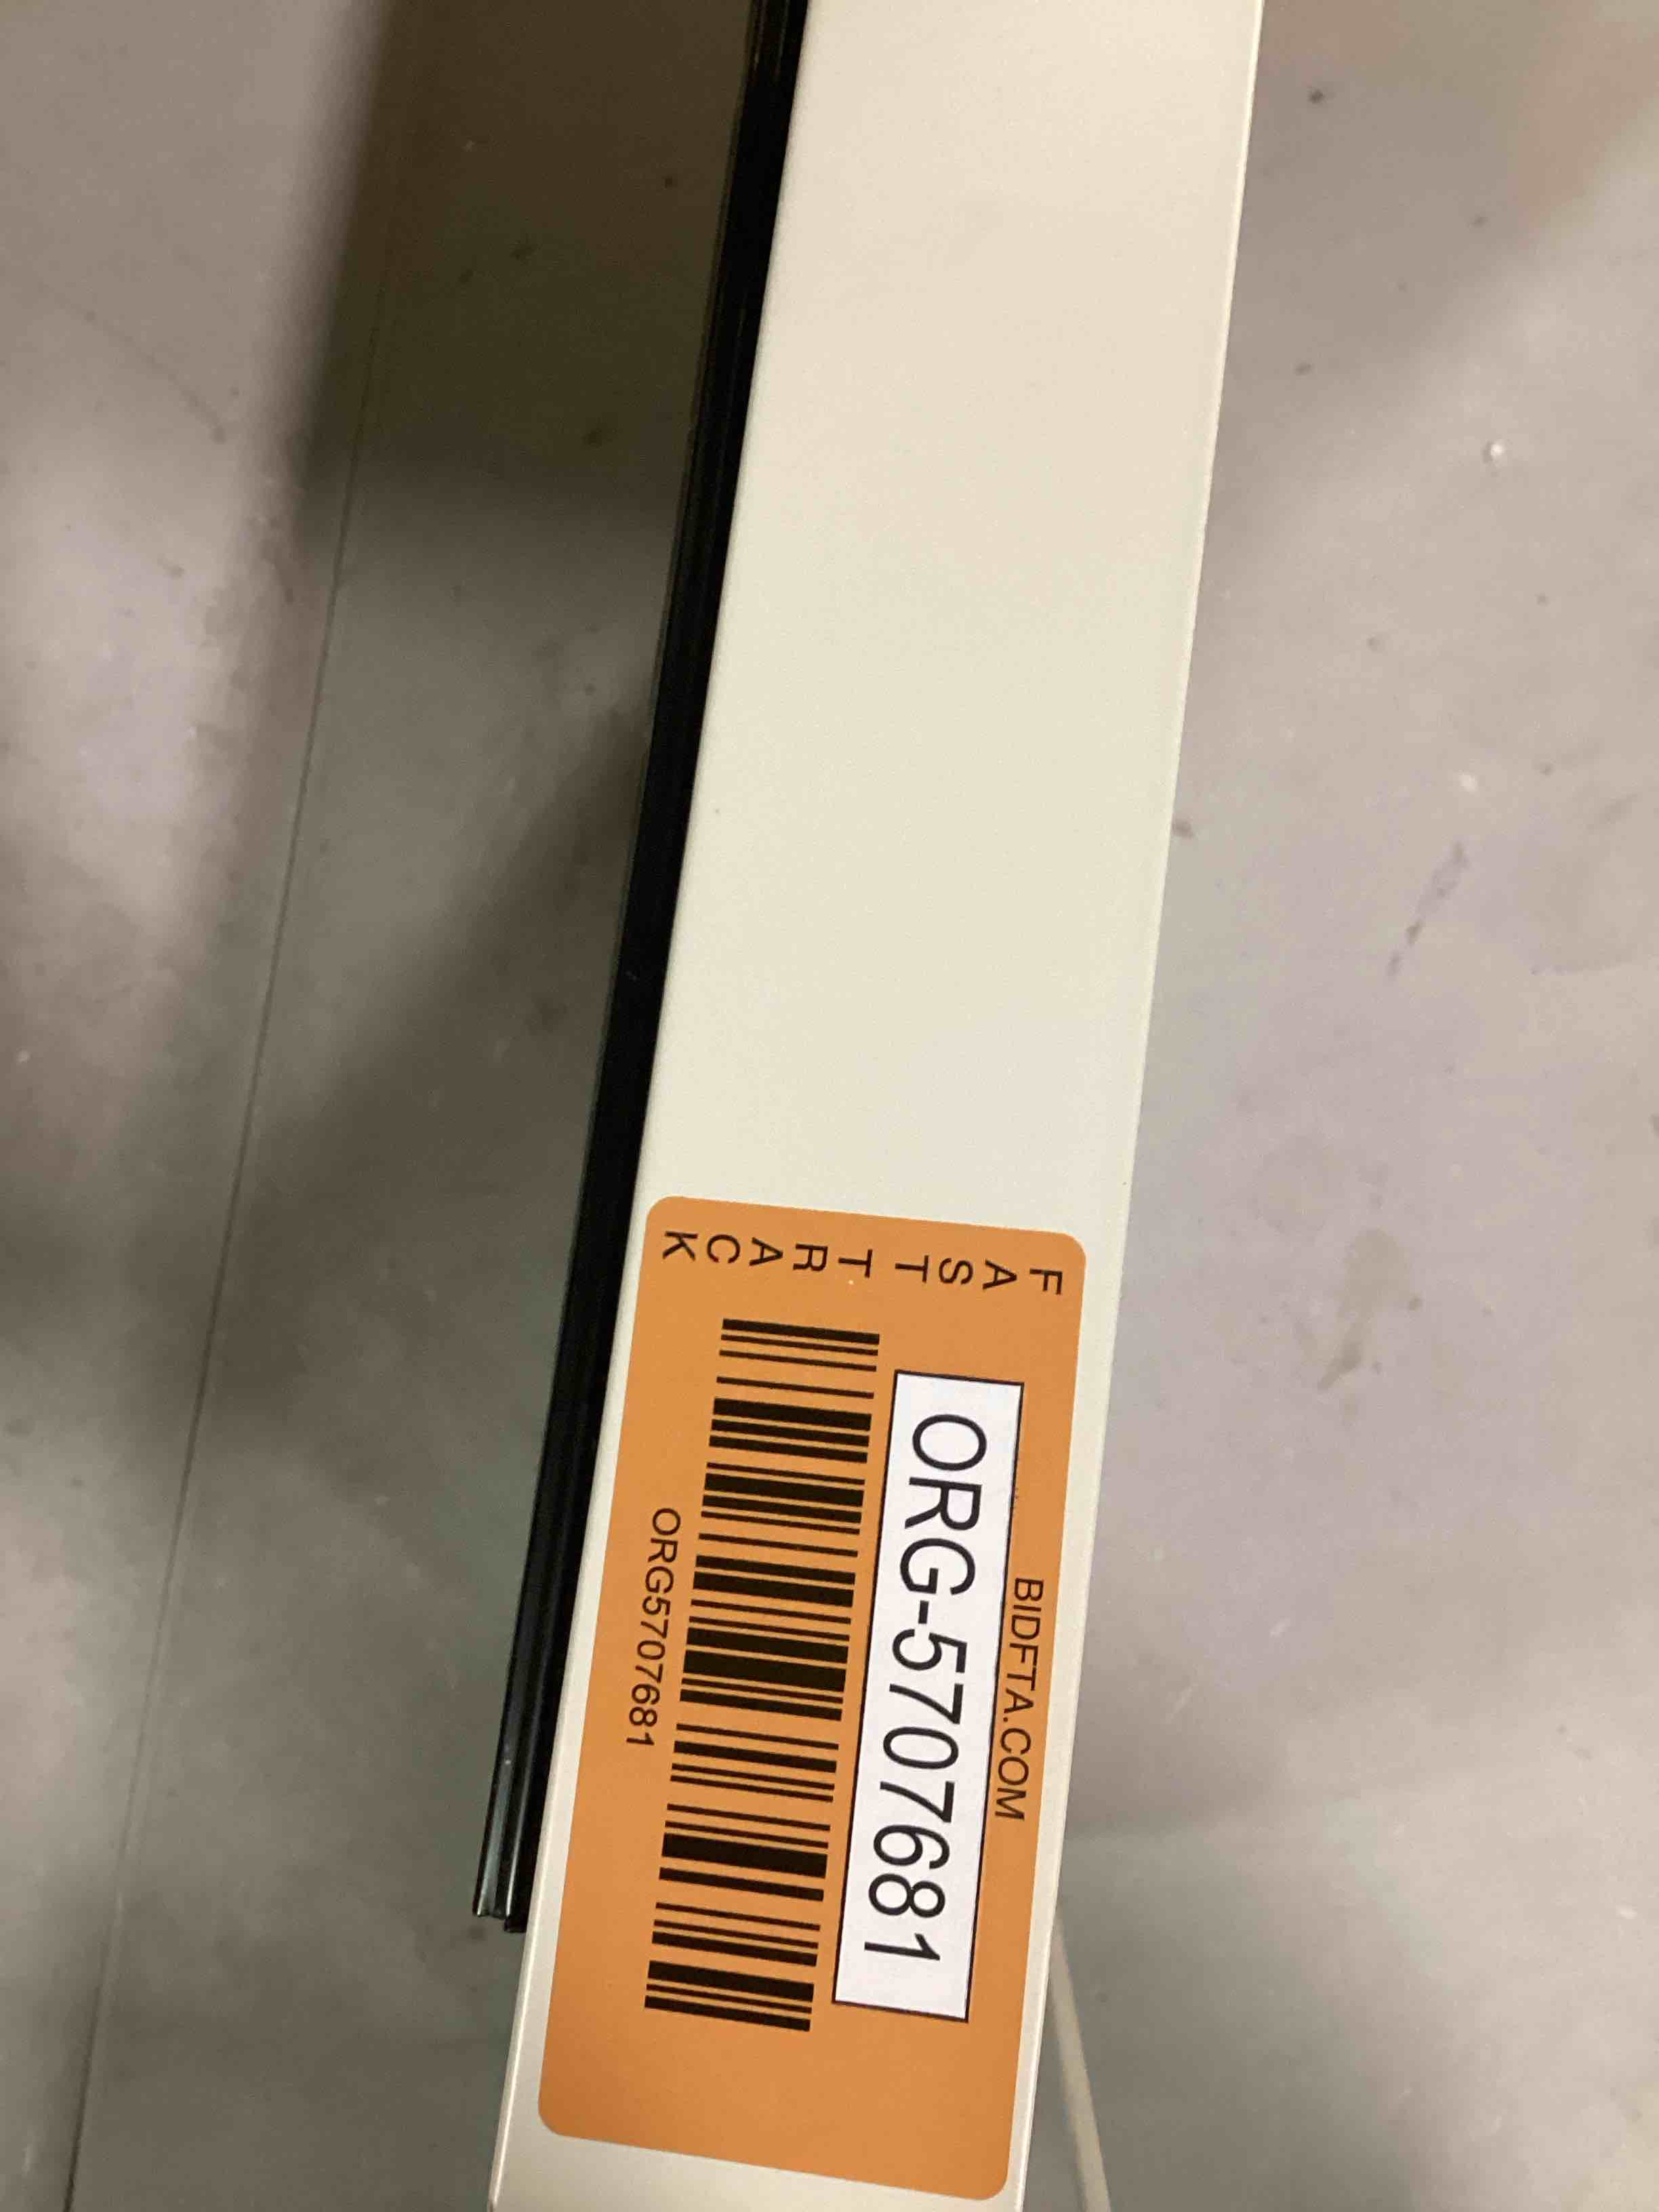 FAST TRACK
BIDFTA.COM
ORG-5707681
ORG5707681